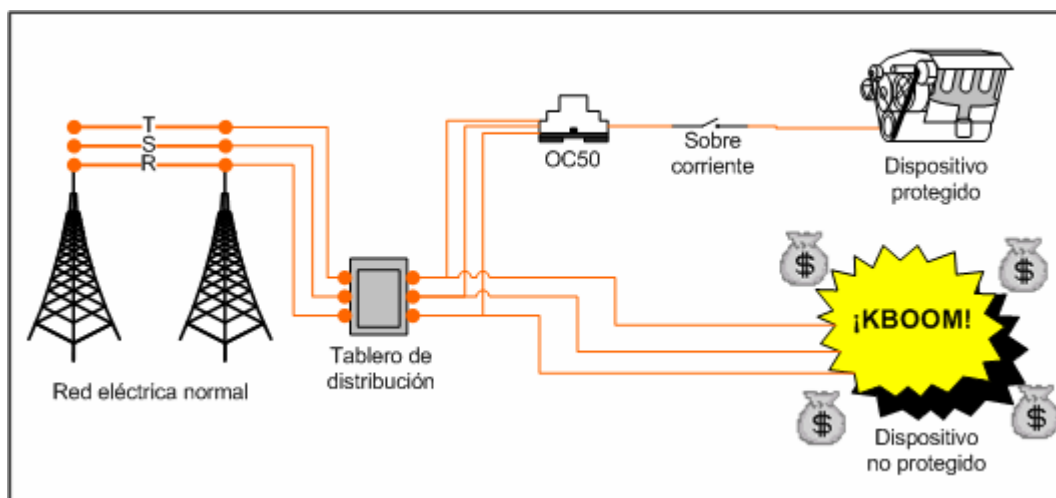 T
S
R
Red eléctrica normal
Tablero de
distribución
OC50
Sobre
corriente
Dispositivo
protegido
$
$
¡KBOOM!
$
$
Dispositivo
no protegido